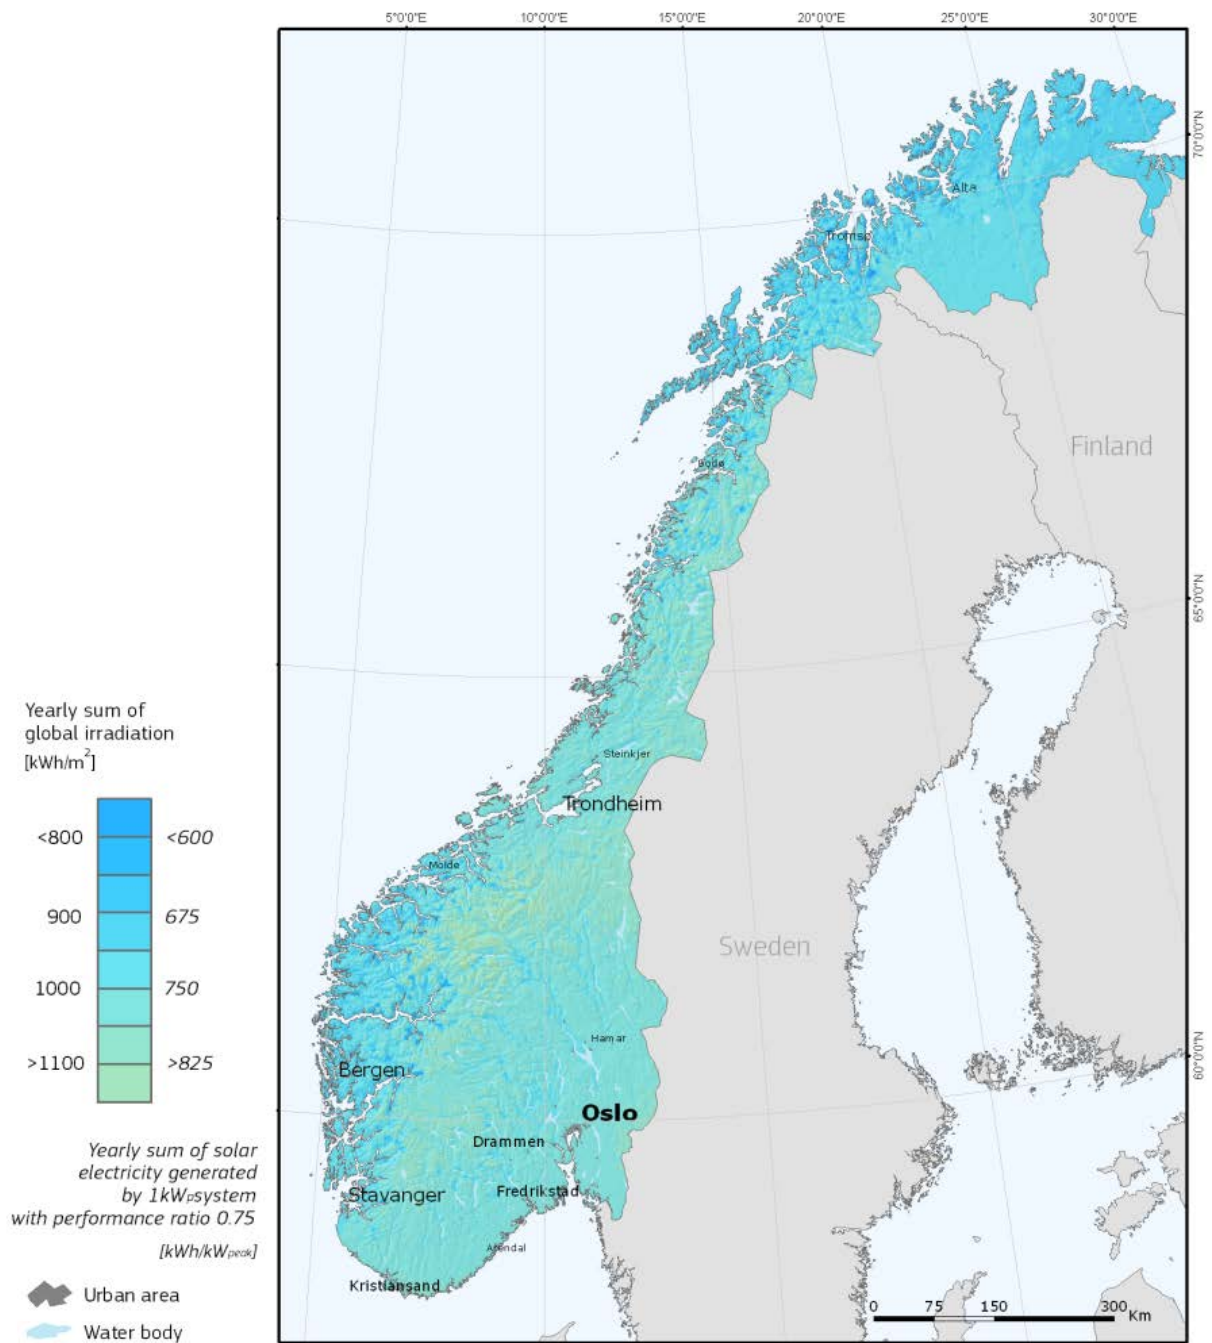 5°0'0"E 10°0'0"E 15°0'0"E 20°0'0"E 25°0'0"E 30°0'0"E
70°0'0"N
Alta
Tromsø
Finland
Bodø
65°0'0"N
Yearly sum of
global irradiation
[kWh/m²]
Steinkjer
Trondheim
<800 <600
Molde
900 675
Sweden
1000 750
Hamar
60°0'0"N
>1100 >825
Bergen
Oslo
Drammen
Yearly sum of solar
electricity generated
by 1kWp system
with performance ratio 0.75
[kWh/kWpeak]
Stavanger
Fredrikstad
Arendal
Kristiansand
Urban area
Water body
0 75 150 300
Km